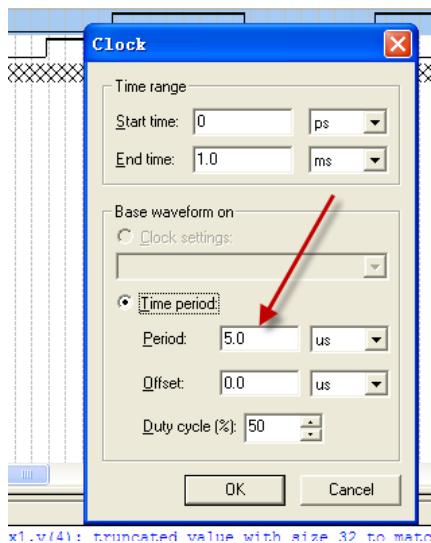 Clock
Time range
Start time: 0 ps
End time: 1.0 ms
Base waveform on
Clock settings:
Time period:
Period: 5.0 us
Offset: 0.0 us
Duty cycle (%): 50
OK Cancel
x1.v(4): truncated value with size 32 to matc